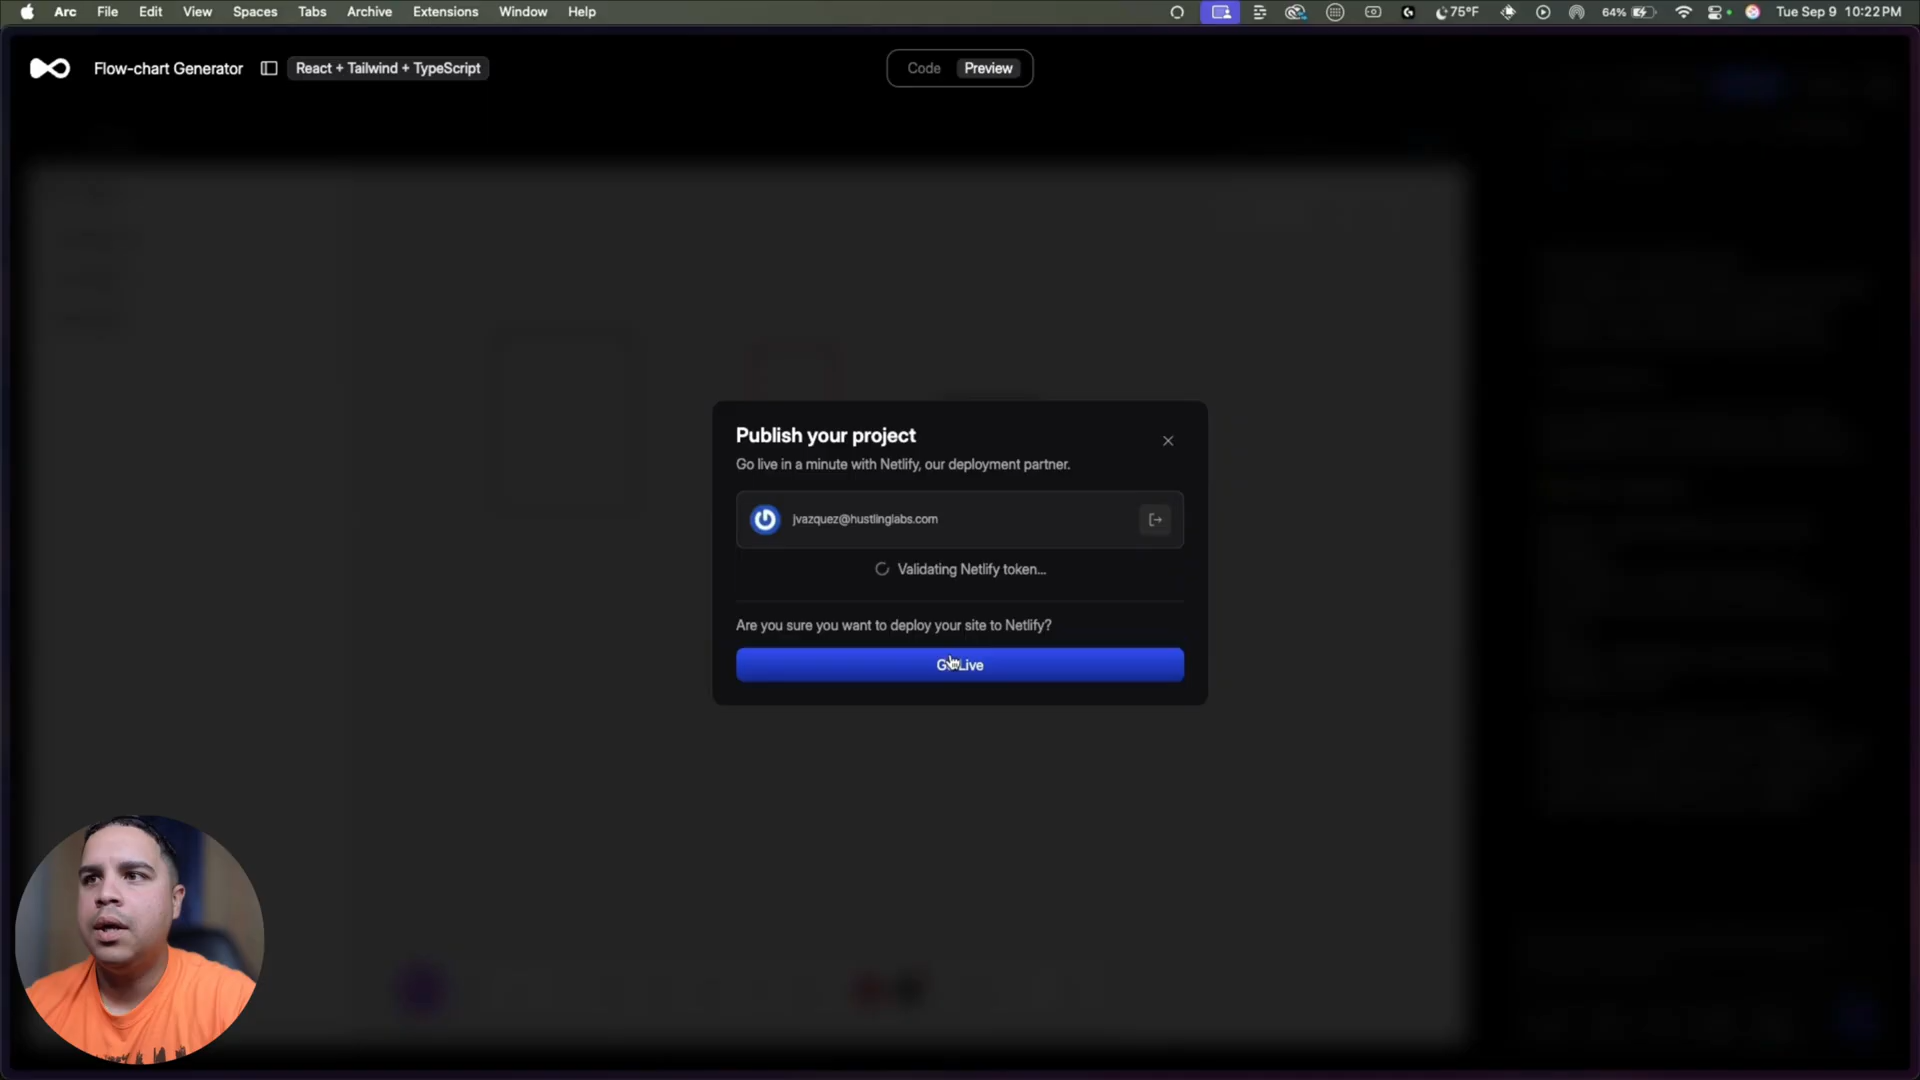 Arc File Edit View Spaces Tabs Archive Extensions Window Help
75°F 64% Tue Sep 9 10:22 PM
Flow-chart Generator React + Tailwind + TypeScript Code Preview
Publish your project
Go live in a minute with Netlify, our deployment partner.
jvazquez@hustlinglabs.com
Validating Netlify token...
Are you sure you want to deploy your site to Netlify?
Go Live